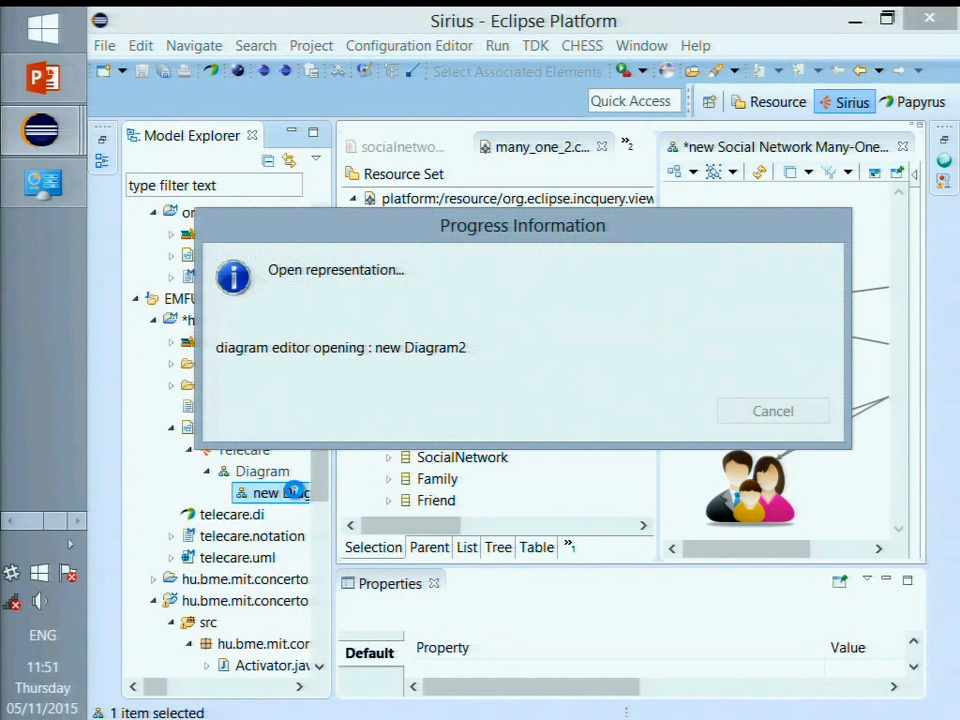 Sirius - Eclipse Platform
File Edit Navigate Search Project Configuration Editor Run TDK CHESS Window Help
Select Associated Elements
Quick Access
Resource
Sirius
Papyrus
Model Explorer
socialnetwo...
many_one_2.c...
*new Social Network Many-One...
Resource Set
type filter text
platform:/resource/org.eclipse.incquery.view
Progress Information
Open representation...
diagram editor opening : new Diagram2
Cancel
SocialNetwork
Family
Friend
Diagram
telecare.di
telecare.notation
telecare.uml
hu.bme.mit.concerto
hu.bme.mit.concerto
src
hu.bme.mit.cor
Activator.jav
Selection Parent List Tree Table
Properties
Default
Property
Value
1 item selected
ENG
11:51
Thursday
05/11/2015